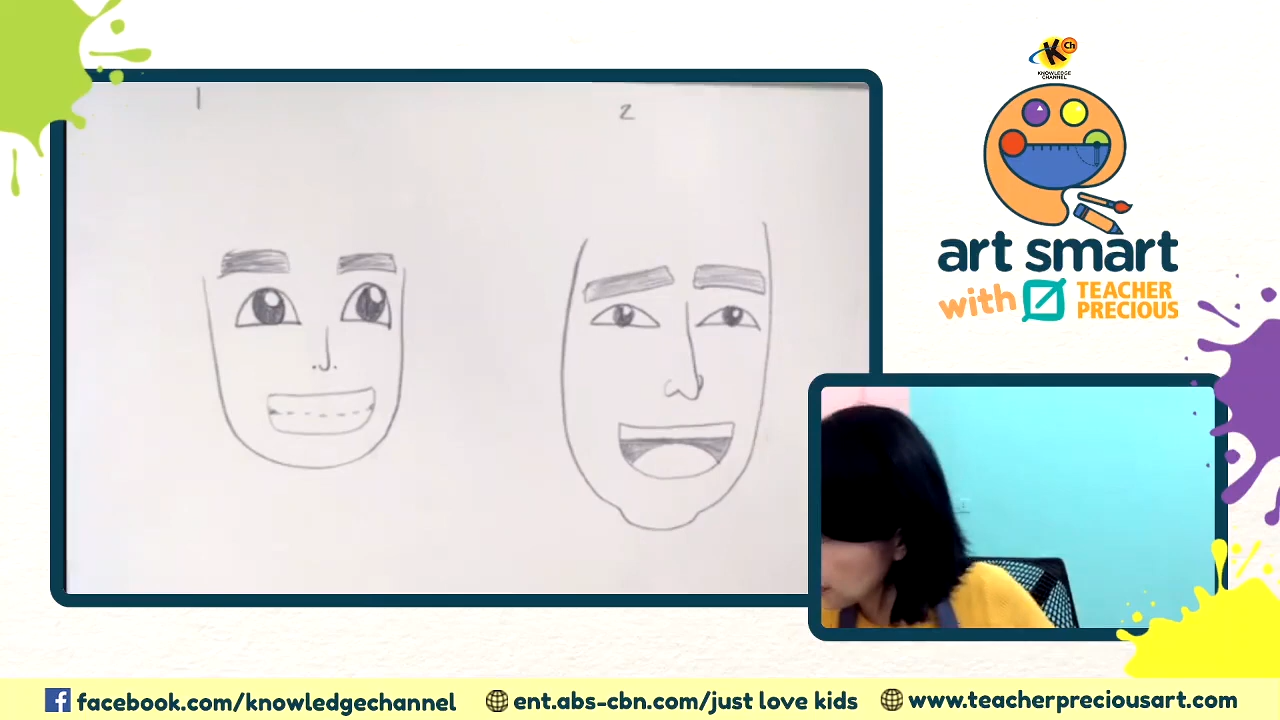 1
2
K Ch
KNOWLEDGE
CHANNEL
art smart
with TEACHER
PRECIOUS
facebook.com/knowledgechannel
ent.abs-cbn.com/just love kids
www.teacherpreciousart.com